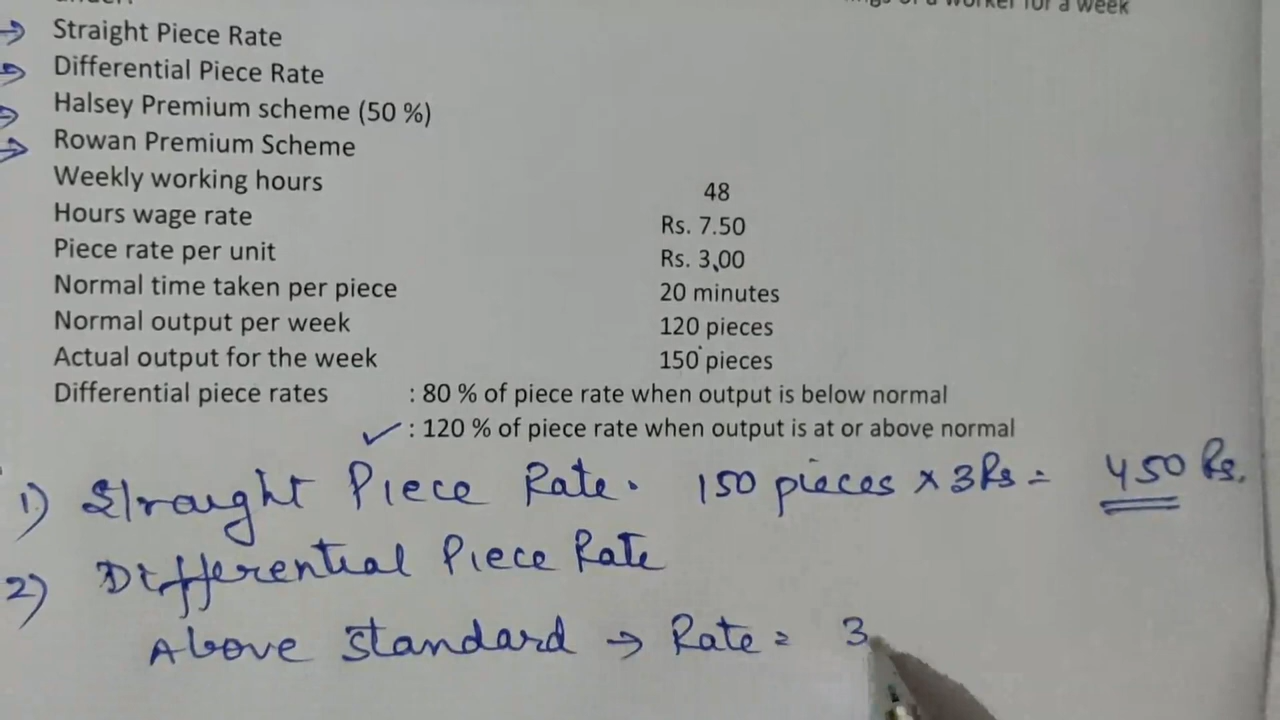 a worker for a week
Straight Piece Rate
Differential Piece Rate
Halsey Premium scheme (50 %)
Rowan Premium Scheme
Weekly working hours 48
Hours wage rate Rs. 7.50
Piece rate per unit Rs. 3,00
Normal time taken per piece 20 minutes
Normal output per week 120 pieces
Actual output for the week 150 pieces
Differential piece rates : 80 % of piece rate when output is below normal
: 120 % of piece rate when output is at or above normal
1) Straight Piece Rate. 150 pieces × 3Rs = 450 Rs.
2) Differential Piece Rate
Above Standard → Rate = 3